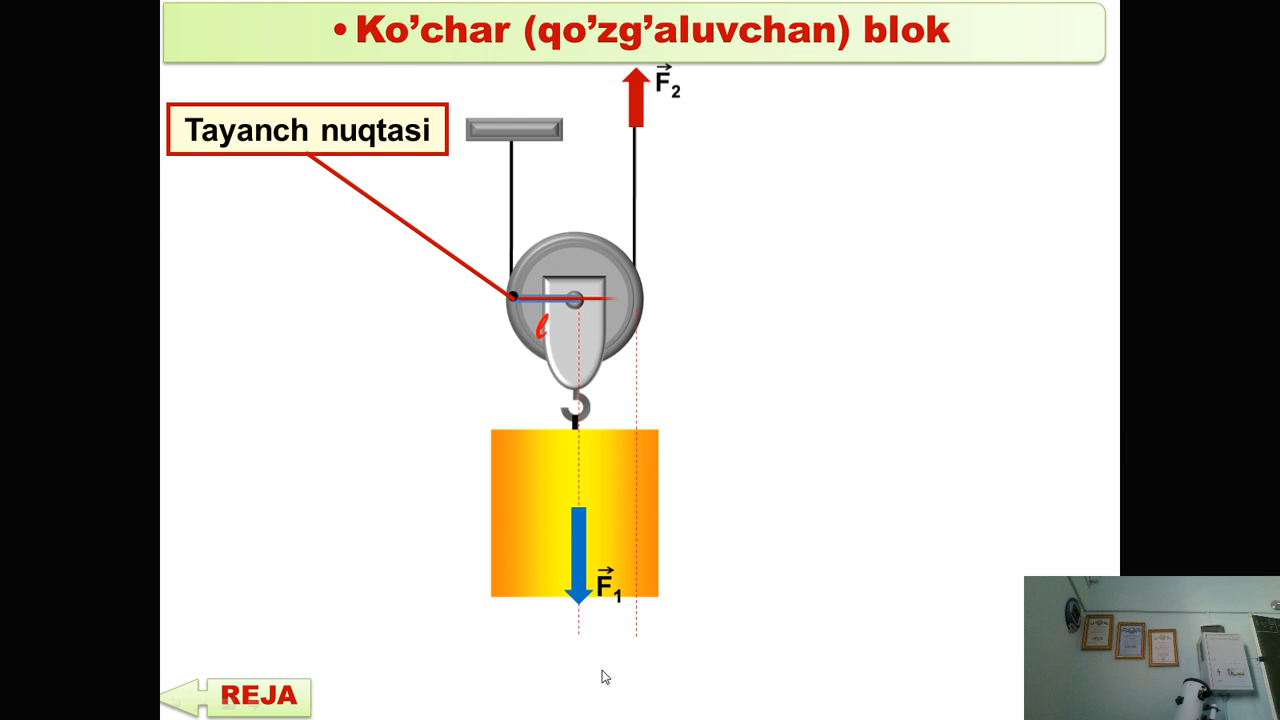 • Ko’char (qo’zg’aluvchan) blok
F₂
Tayanch nuqtasi
ℓ
F₁
REJA